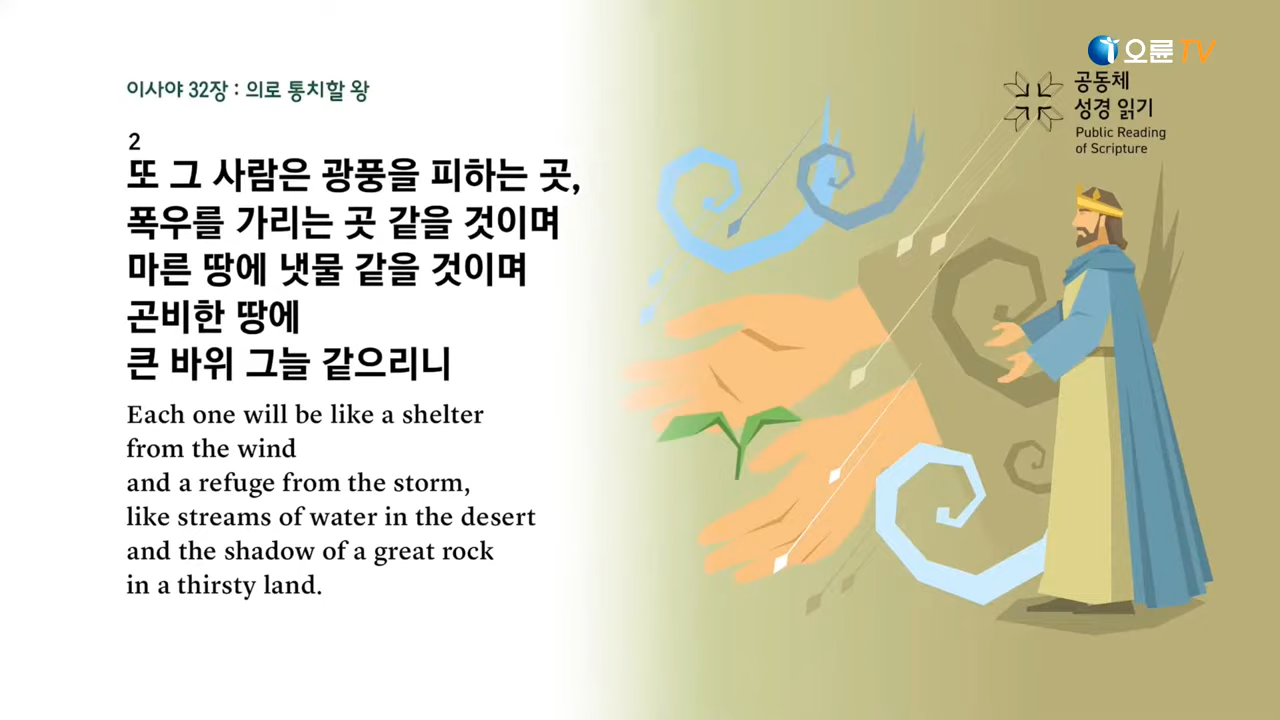 오륜TV
이사야 32장 : 의로 통치할 왕
공동체
성경 읽기
Public Reading
of Scripture
2
또 그 사람은 광풍을 피하는 곳,
폭우를 가리는 곳 같을 것이며
마른 땅에 냇물 같을 것이며
곤비한 땅에
큰 바위 그늘 같으리니
Each one will be like a shelter
from the wind
and a refuge from the storm,
like streams of water in the desert
and the shadow of a great rock
in a thirsty land.